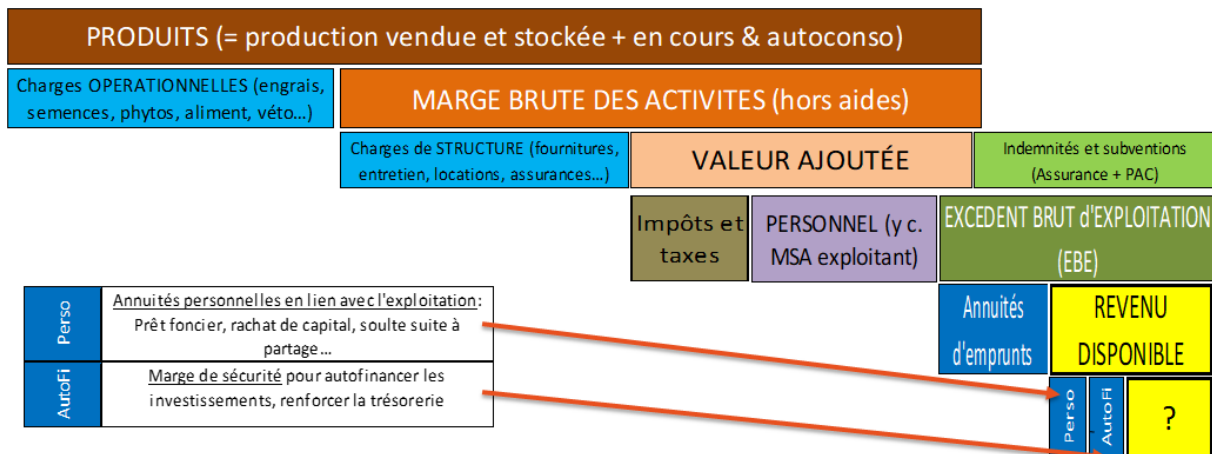 PRODUITS (= production vendue et stockée + en cours & autoconso)
Charges OPERATIONNELLES (engrais,
semences, phytos, aliment, véto...)
MARGE BRUTE DES ACTIVITES (hors aides)
Charges de STRUCTURE (fournitures,
entretien, locations, assurances...)
VALEUR AJOUTÉE
Indemnités et subventions
(Assurance + PAC)
Impôts et
taxes
PERSONNEL (y c.
MSA exploitant)
EXCEDENT BRUT d'EXPLOITATION
(EBE)
Perso
Annuités personnelles en lien avec l'exploitation:
Prêt foncier, rachat de capital, soulte suite à
partage...
Annuités
d'emprunts
REVENU
DISPONIBLE
AutoFi
Marge de sécurité pour autofinancer les
investissements, renforcer la trésorerie
Perso
AutoFi
?